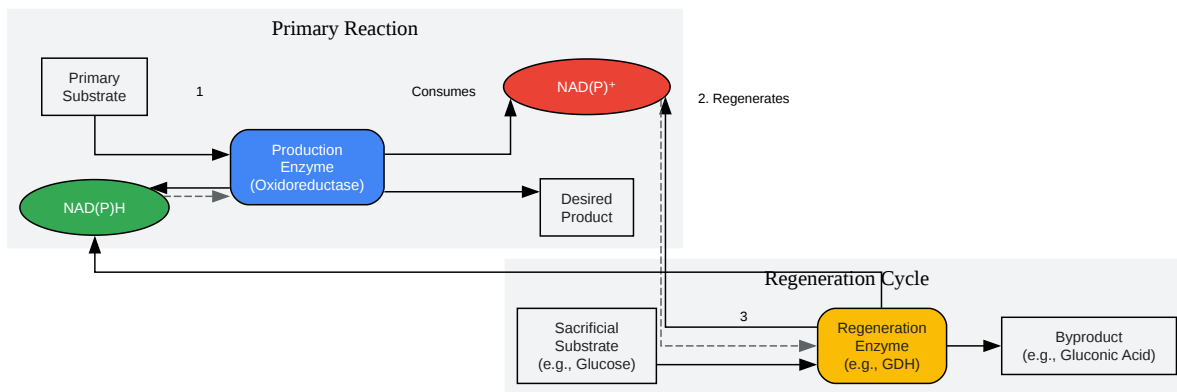 Primary Reaction
Primary
Substrate
1
Consumes
NAD(P)⁺
2. Regenerates
Production
Enzyme
(Oxidoreductase)
NAD(P)H
Desired
Product
Regeneration Cycle
Sacrificial
Substrate
(e.g., Glucose)
3
Regeneration
Enzyme
(e.g., GDH)
Byproduct
(e.g., Gluconic Acid)